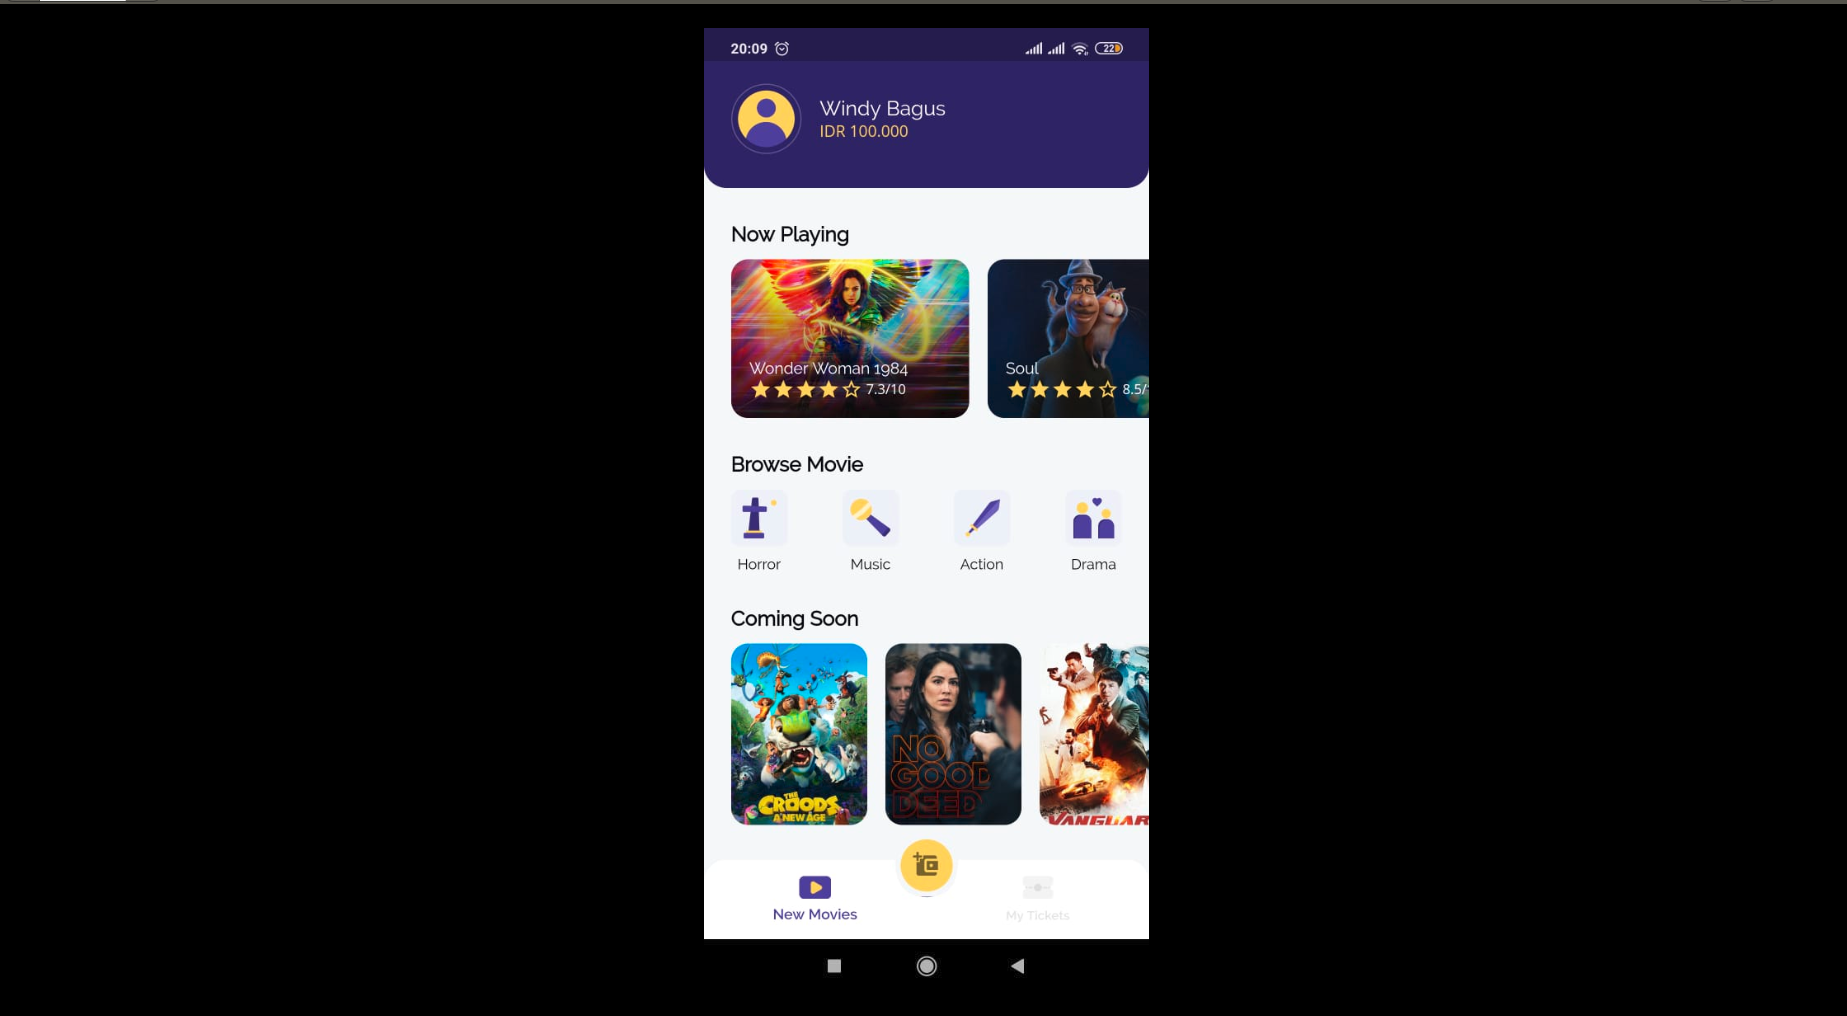 20:09
22
Windy Bagus
IDR 100.000
Now Playing
Wonder Woman 1984
7.3/10
Soul
8.5/
Browse Movie
Horror
Music
Action
Drama
Coming Soon
THE
CROODS
A NEW AGE
NO
GOOD
DEED
VANGUAR
New Movies
My Tickets